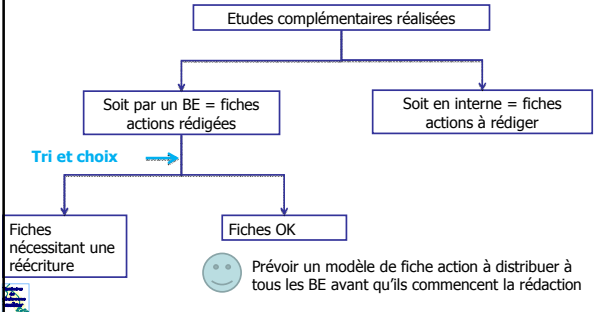 Etudes complémentaires réalisées
Soit par un BE = fiches
actions rédigées
Soit en interne = fiches
actions à rédiger
Tri et choix
Fiches
nécessitant une
réécriture
Fiches OK
Prévoir un modèle de fiche action à distribuer à
tous les BE avant qu'ils commencent la rédaction